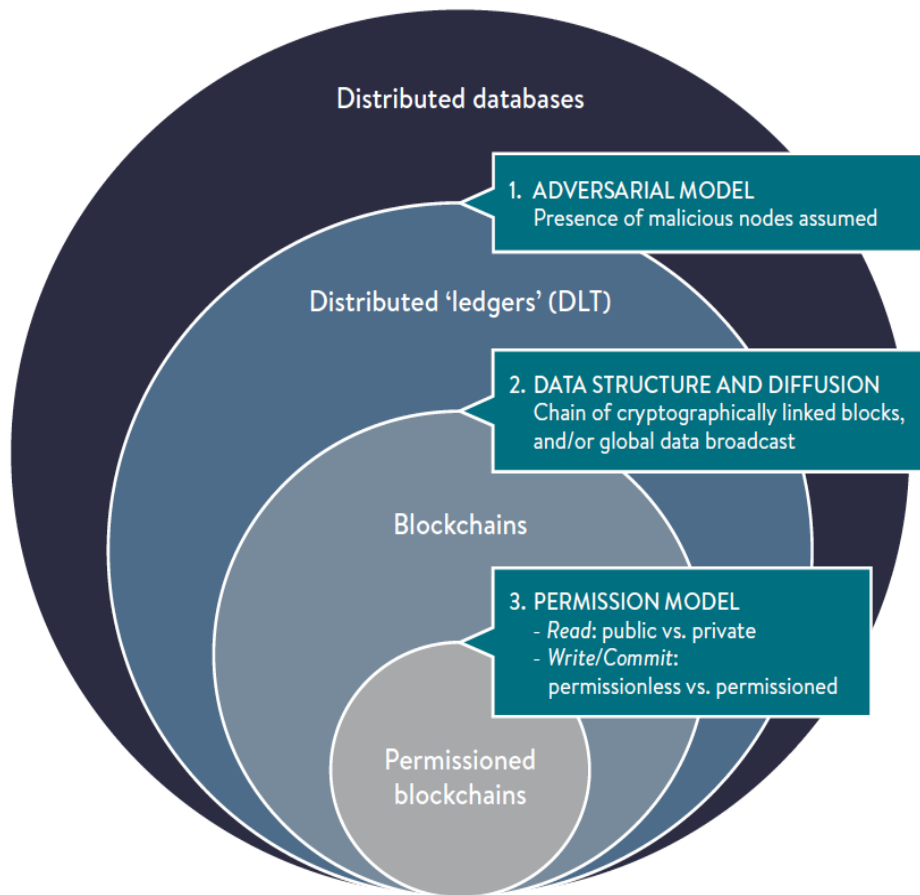 Distributed databases
1. ADVERSARIAL MODEL
Presence of malicious nodes assumed
Distributed ‘ledgers’ (DLT)
2. DATA STRUCTURE AND DIFFUSION
Chain of cryptographically linked blocks,
and/or global data broadcast
Blockchains
3. PERMISSION MODEL
- Read: public vs. private
- Write/Commit:
permissionless vs. permissioned
Permissioned
blockchains